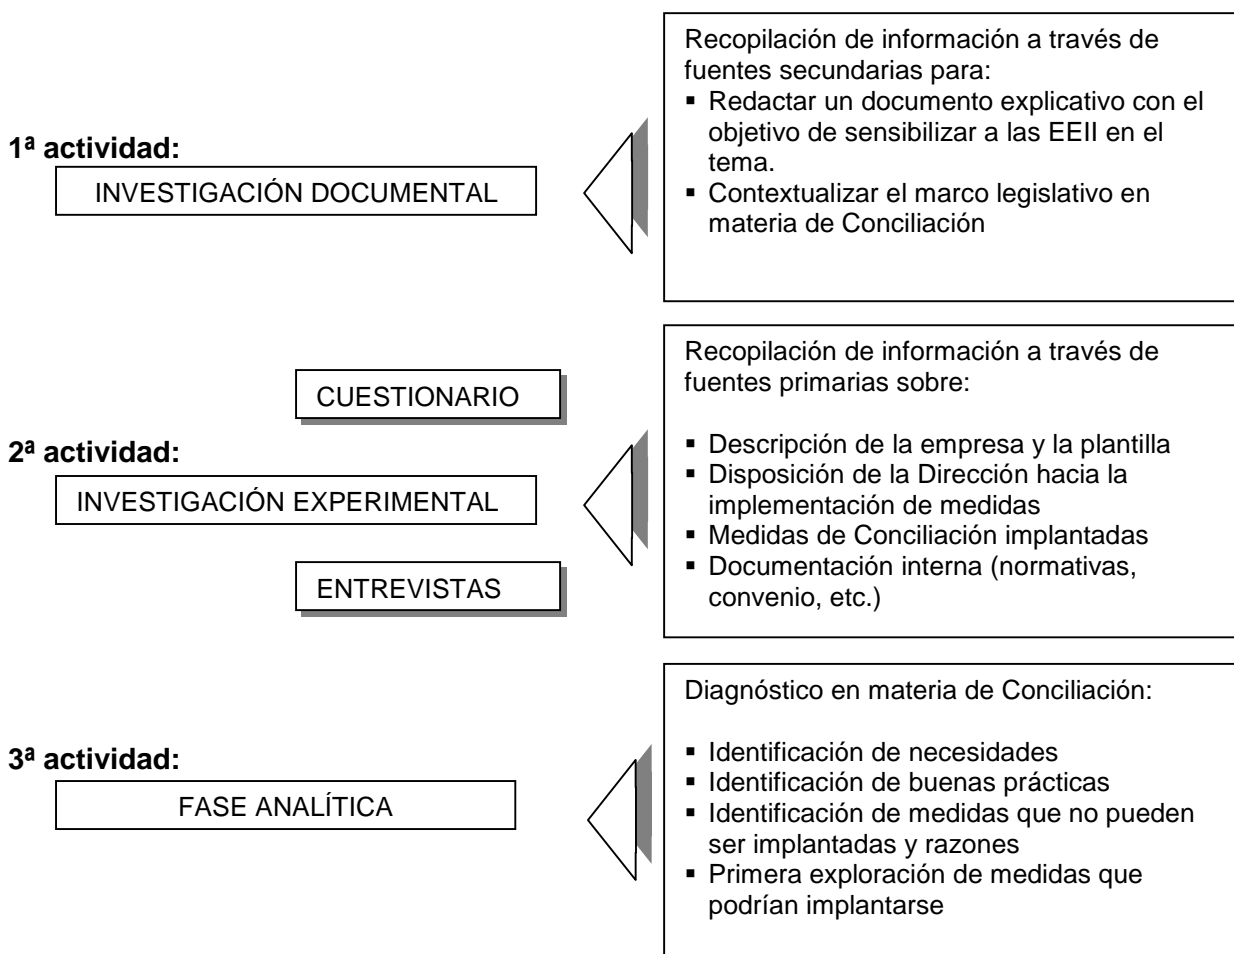 1ª actividad:
INVESTIGACIÓN DOCUMENTAL
Recopilación de información a través de
fuentes secundarias para:
▪ Redactar un documento explicativo con el
objetivo de sensibilizar a las EEII en el
tema.
▪ Contextualizar el marco legislativo en
materia de Conciliación
2ª actividad:
CUESTIONARIO
INVESTIGACIÓN EXPERIMENTAL
ENTREVISTAS
Recopilación de información a través de
fuentes primarias sobre:
▪ Descripción de la empresa y la plantilla
▪ Disposición de la Dirección hacia la
implementación de medidas
▪ Medidas de Conciliación implantadas
▪ Documentación interna (normativas,
convenio, etc.)
3ª actividad:
FASE ANALÍTICA
Diagnóstico en materia de Conciliación:
▪ Identificación de necesidades
▪ Identificación de buenas prácticas
▪ Identificación de medidas que no pueden
ser implantadas y razones
▪ Primera exploración de medidas que
podrían implantarse